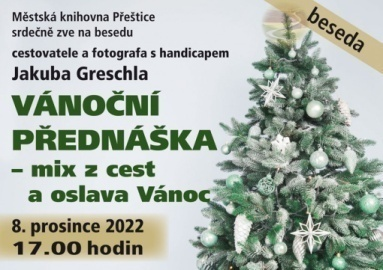 Městská knihovna Přeštice
srdečně zve na besedu
cestovatele a fotografa s handicapem
Jakuba Greschla
VÁNOČNÍ
PŘEDNÁŠKA
– mix z cest
a oslava Vánoc
8. prosince 2022
17.00 hodin
beseda